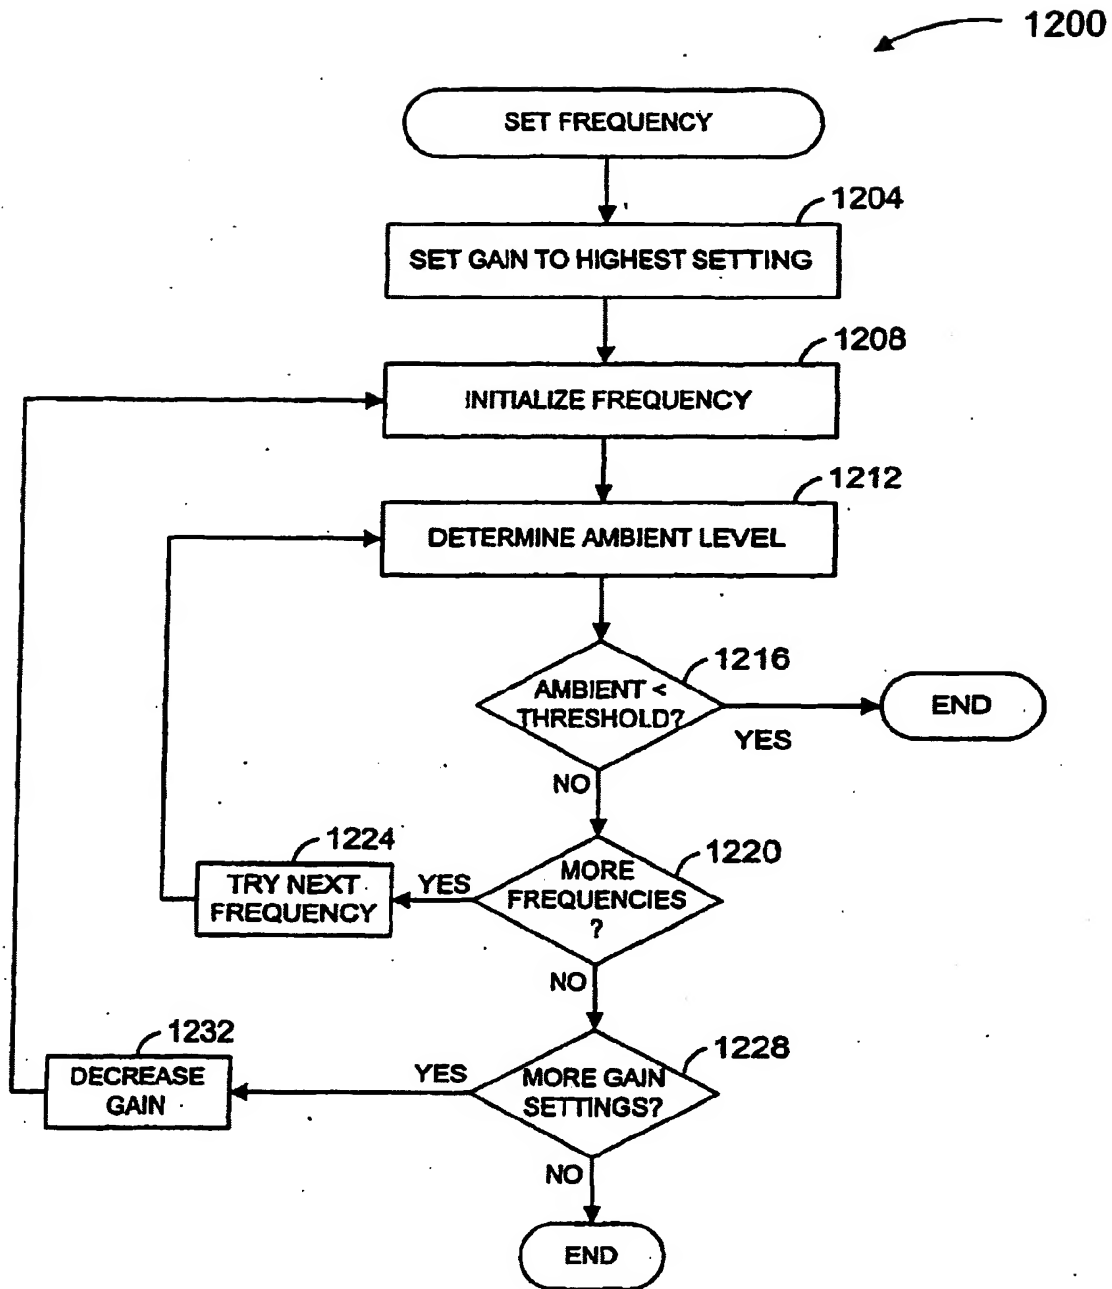 1200
SET FREQUENCY
1204
SET GAIN TO HIGHEST SETTING
1208
INITIALIZE FREQUENCY
1212
DETERMINE AMBIENT LEVEL
1216
AMBIENT <
THRESHOLD?
YES
END
NO
1220
MORE
FREQUENCIES
?
YES
1224
TRY NEXT
FREQUENCY
NO
1228
MORE GAIN
SETTINGS?
YES
1232
DECREASE
GAIN
NO
END